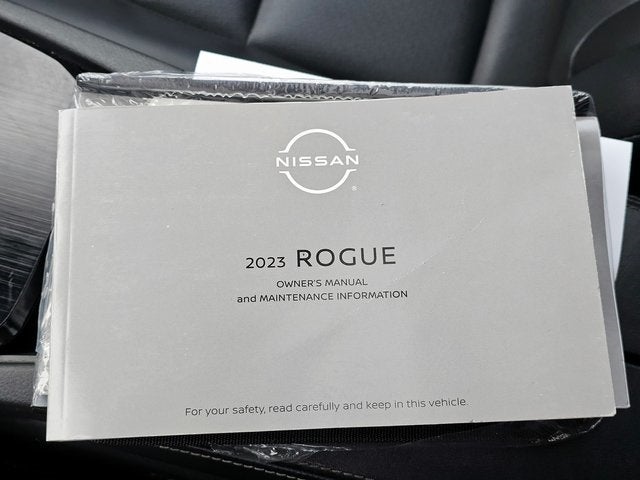 NISSAN
2023 ROGUE
OWNER'S MANUAL
and MAINTENANCE INFORMATION
For your safety, read carefully and keep in this vehicle.